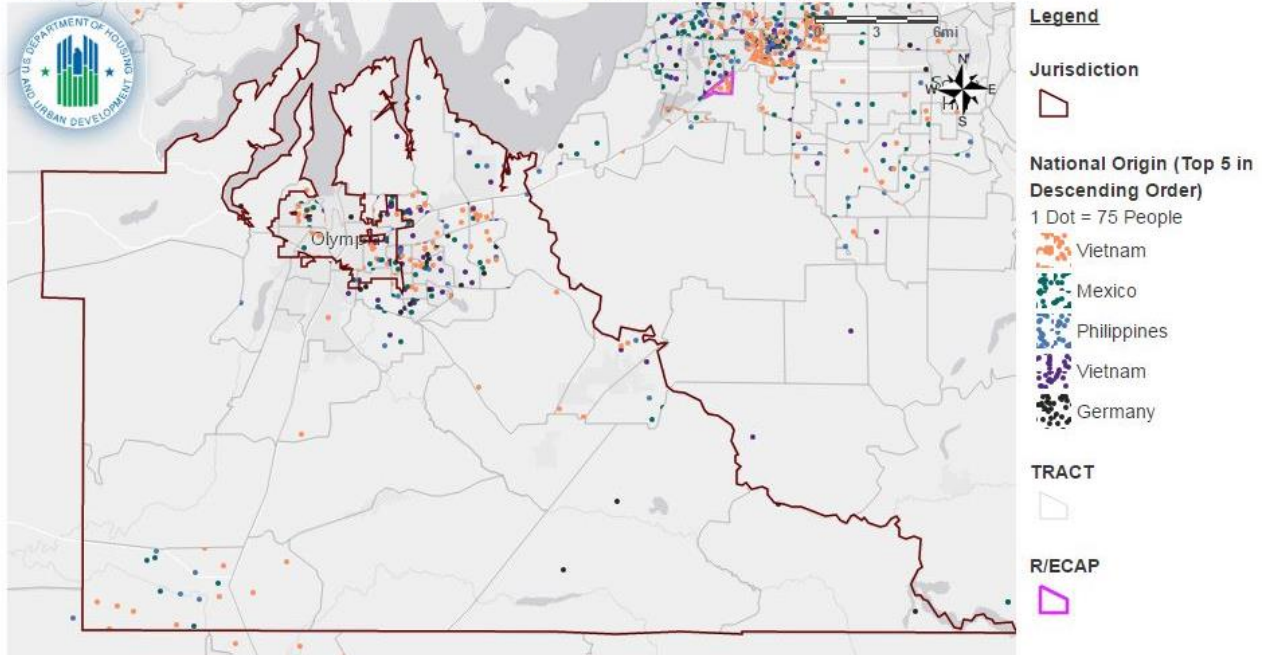 U.S. DEPARTMENT OF HOUSING
AND URBAN DEVELOPMENT
0 3 6mi
N
W E
S
Olympia
Legend
Jurisdiction
National Origin (Top 5 in
Descending Order)
1 Dot = 75 People
Vietnam
Mexico
Philippines
Vietnam
Germany
TRACT
R/ECAP